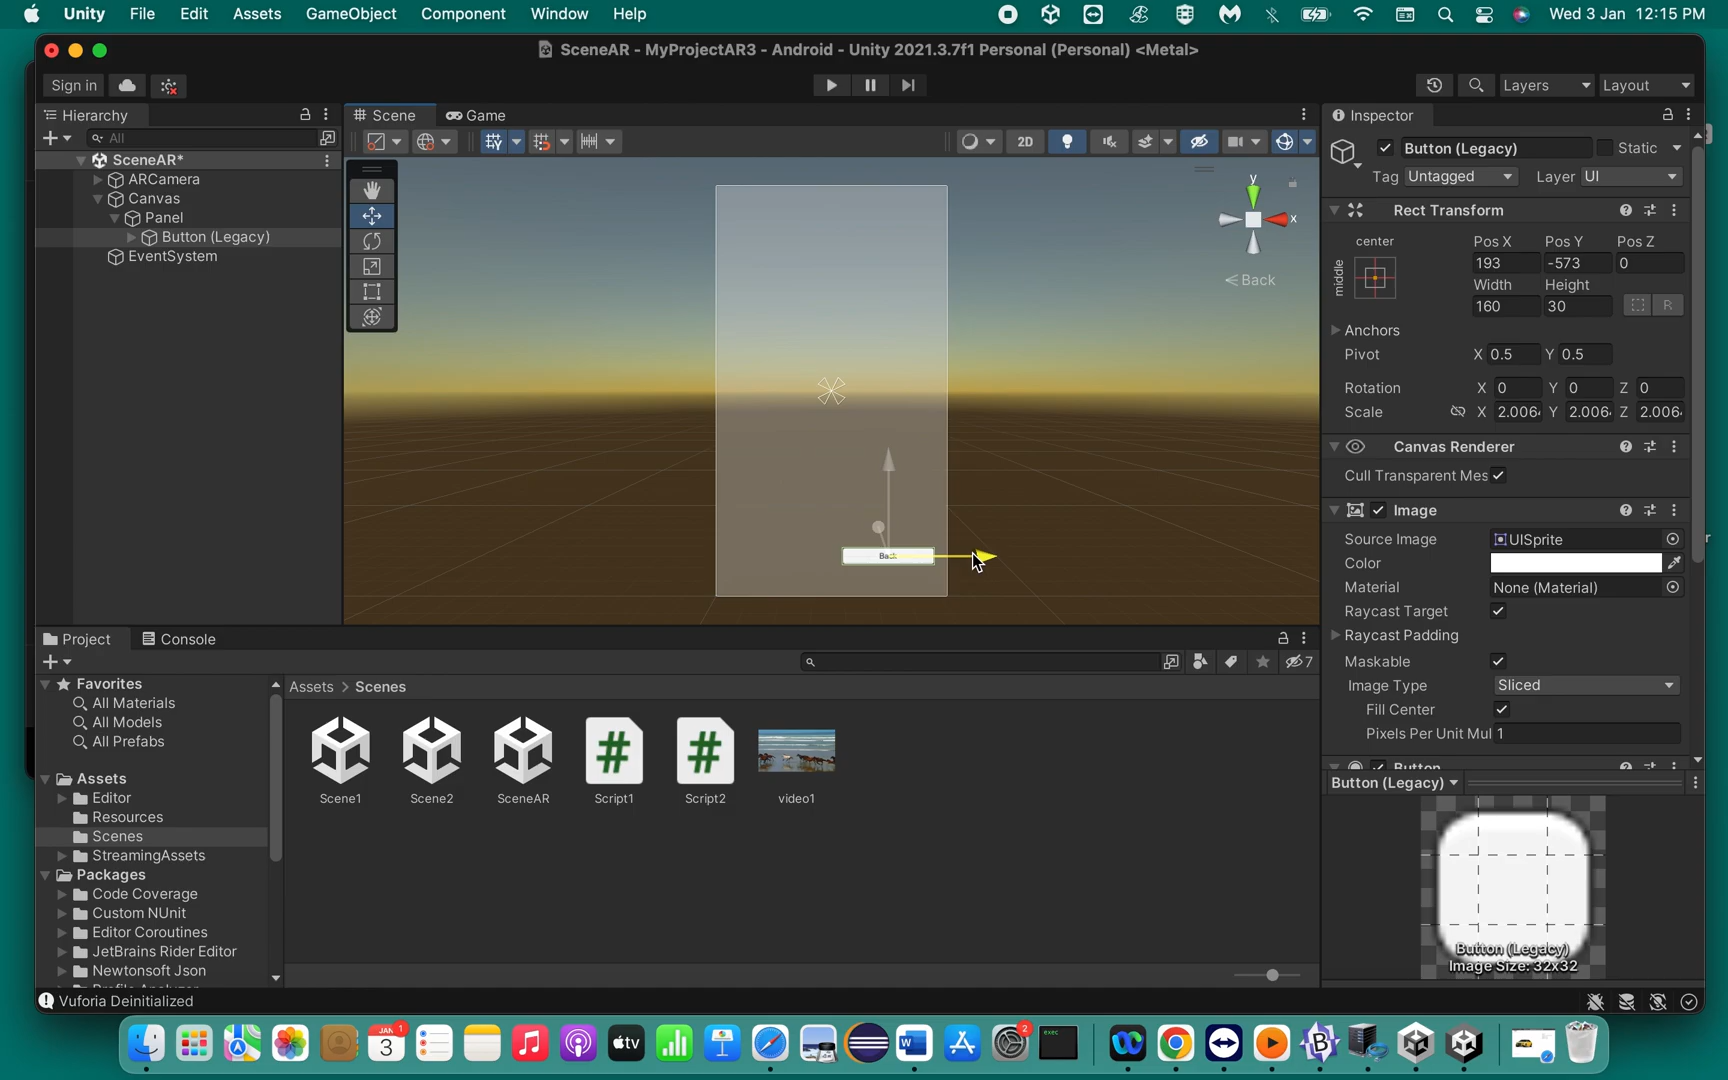 Unity File Edit Assets GameObject Component Window Help Wed 3 Jan 12:15 PM
SceneAR - MyProjectAR3 - Android - Unity 2021.3.7f1 Personal (Personal) <Metal>
Sign in Layers Layout
Hierarchy
All
SceneAR*
ARCamera
Canvas
Panel
Button (Legacy)
EventSystem
Scene Game
2D
y
x
Back
Back
Inspector
Button (Legacy) Static
Tag Untagged Layer UI
Rect Transform
center
middle
Pos X Pos Y Pos Z
193 -573 0
Width Height
160 30
R
Anchors
Pivot X 0.5 Y 0.5
Rotation X 0 Y 0 Z 0
Scale X 2.006 Y 2.006 Z 2.006
Canvas Renderer
Cull Transparent Mes
Image
Source Image UISprite
Color
Material None (Material)
Raycast Target
Raycast Padding
Maskable
Image Type Sliced
Fill Center
Pixels Per Unit Mul 1
Button
Button (Legacy)
Button (Legacy)
Image Size: 32x32
Project Console
7
Favorites
All Materials
All Models
All Prefabs
Assets
Editor
Resources
Scenes
StreamingAssets
Packages
Code Coverage
Custom NUnit
Editor Coroutines
JetBrains Rider Editor
Newtonsoft Json
Assets > Scenes
Scene1 Scene2 SceneAR Script1 Script2 video1
Vuforia Deinitialized
JAN 1
3
tv
W
2
exec
B